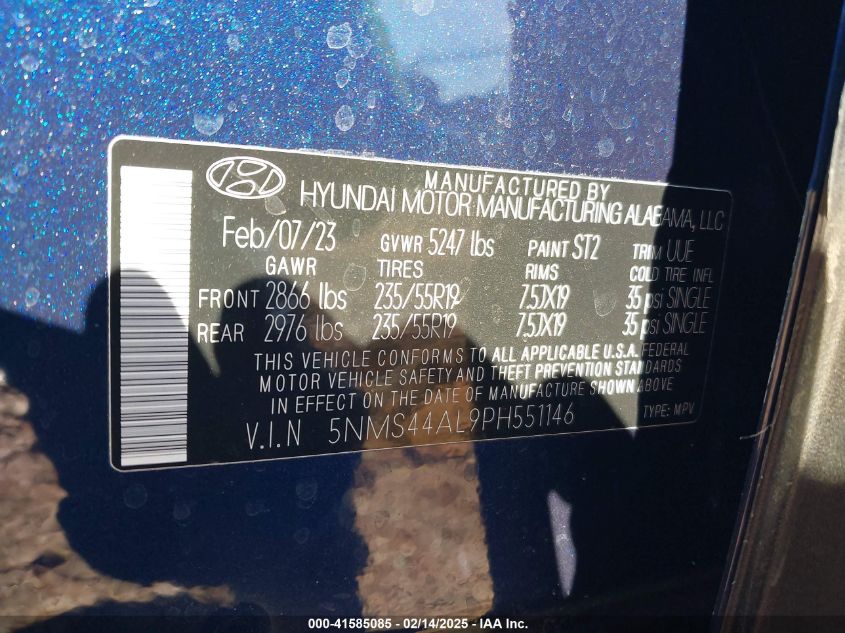 MANUFACTURED BY
HYUNDAI MOTOR MANUFACTURING ALABAMA, LLC
Feb/07/23 GVWR 5247 lbs PAINT ST2 TRIM UUE
GAWR TIRES RIMS COLD TIRE INFL
FRONT 2866 lbs 235/55R19 7.5JX19 35 psi SINGLE
REAR 2976 lbs 235/55R19 7.5JX19 35 psi SINGLE
THIS VEHICLE CONFORMS TO ALL APPLICABLE U.S.A. FEDERAL
MOTOR VEHICLE SAFETY AND THEFT PREVENTION STANDARDS
IN EFFECT ON THE DATE OF MANUFACTURE SHOWN ABOVE
V.I.N 5NMS44AL9PH551146 TYPE: MPV
000-41585085 - 02/14/2025 - IAA Inc.